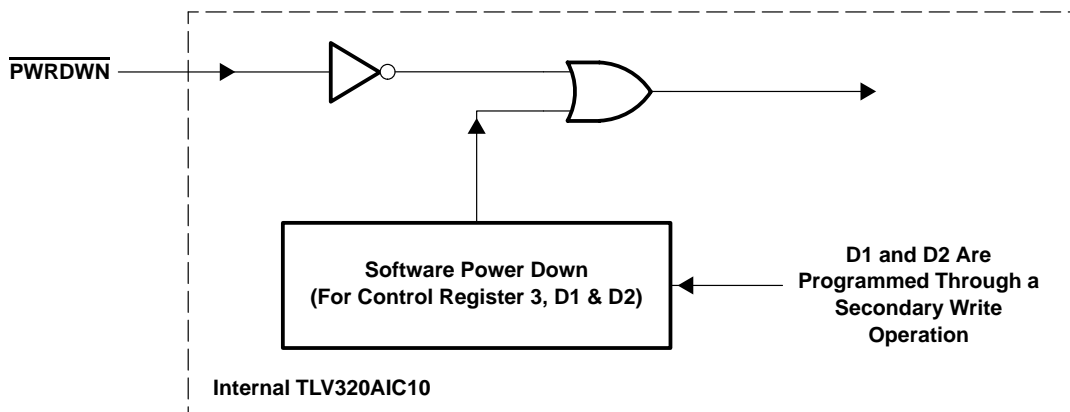 PWRDWN
Software Power Down
(For Control Register 3, D1 & D2)
D1 and D2 Are
Programmed Through a
Secondary Write
Operation
Internal TLV320AIC10